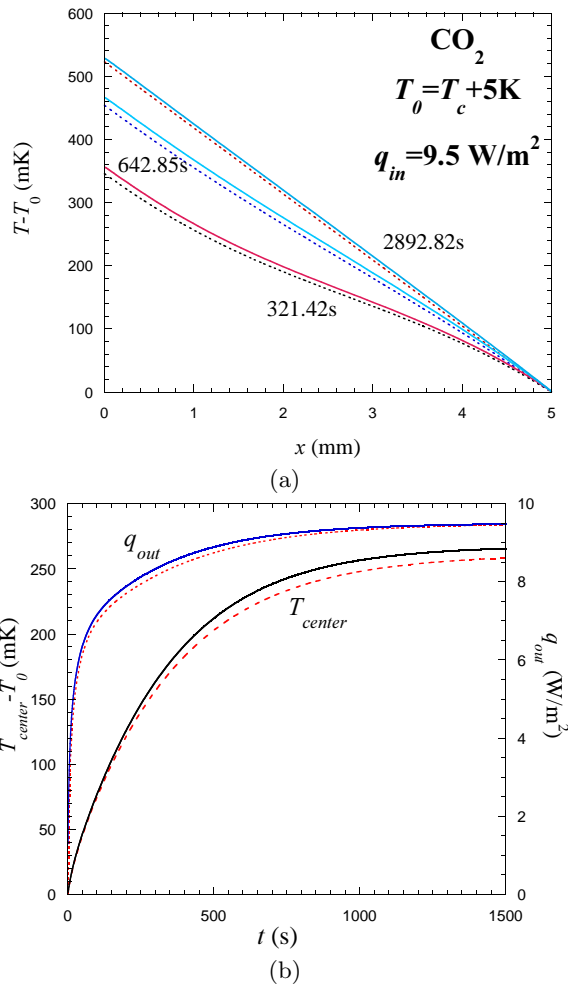 600
500
400
300
200
100
0
T-T0 (mK)
CO2
T0=Tc+5K
qin=9.5 W/m2
642.85s
2892.82s
321.42s
0 1 2 3 4 5
x (mm)
(a)
300
250
200
150
100
50
0
Tcenter-T0 (mK)
qout
Tcenter
10
8
6
4
2
0
qout (W/m2)
0 500 1000 1500
t (s)
(b)